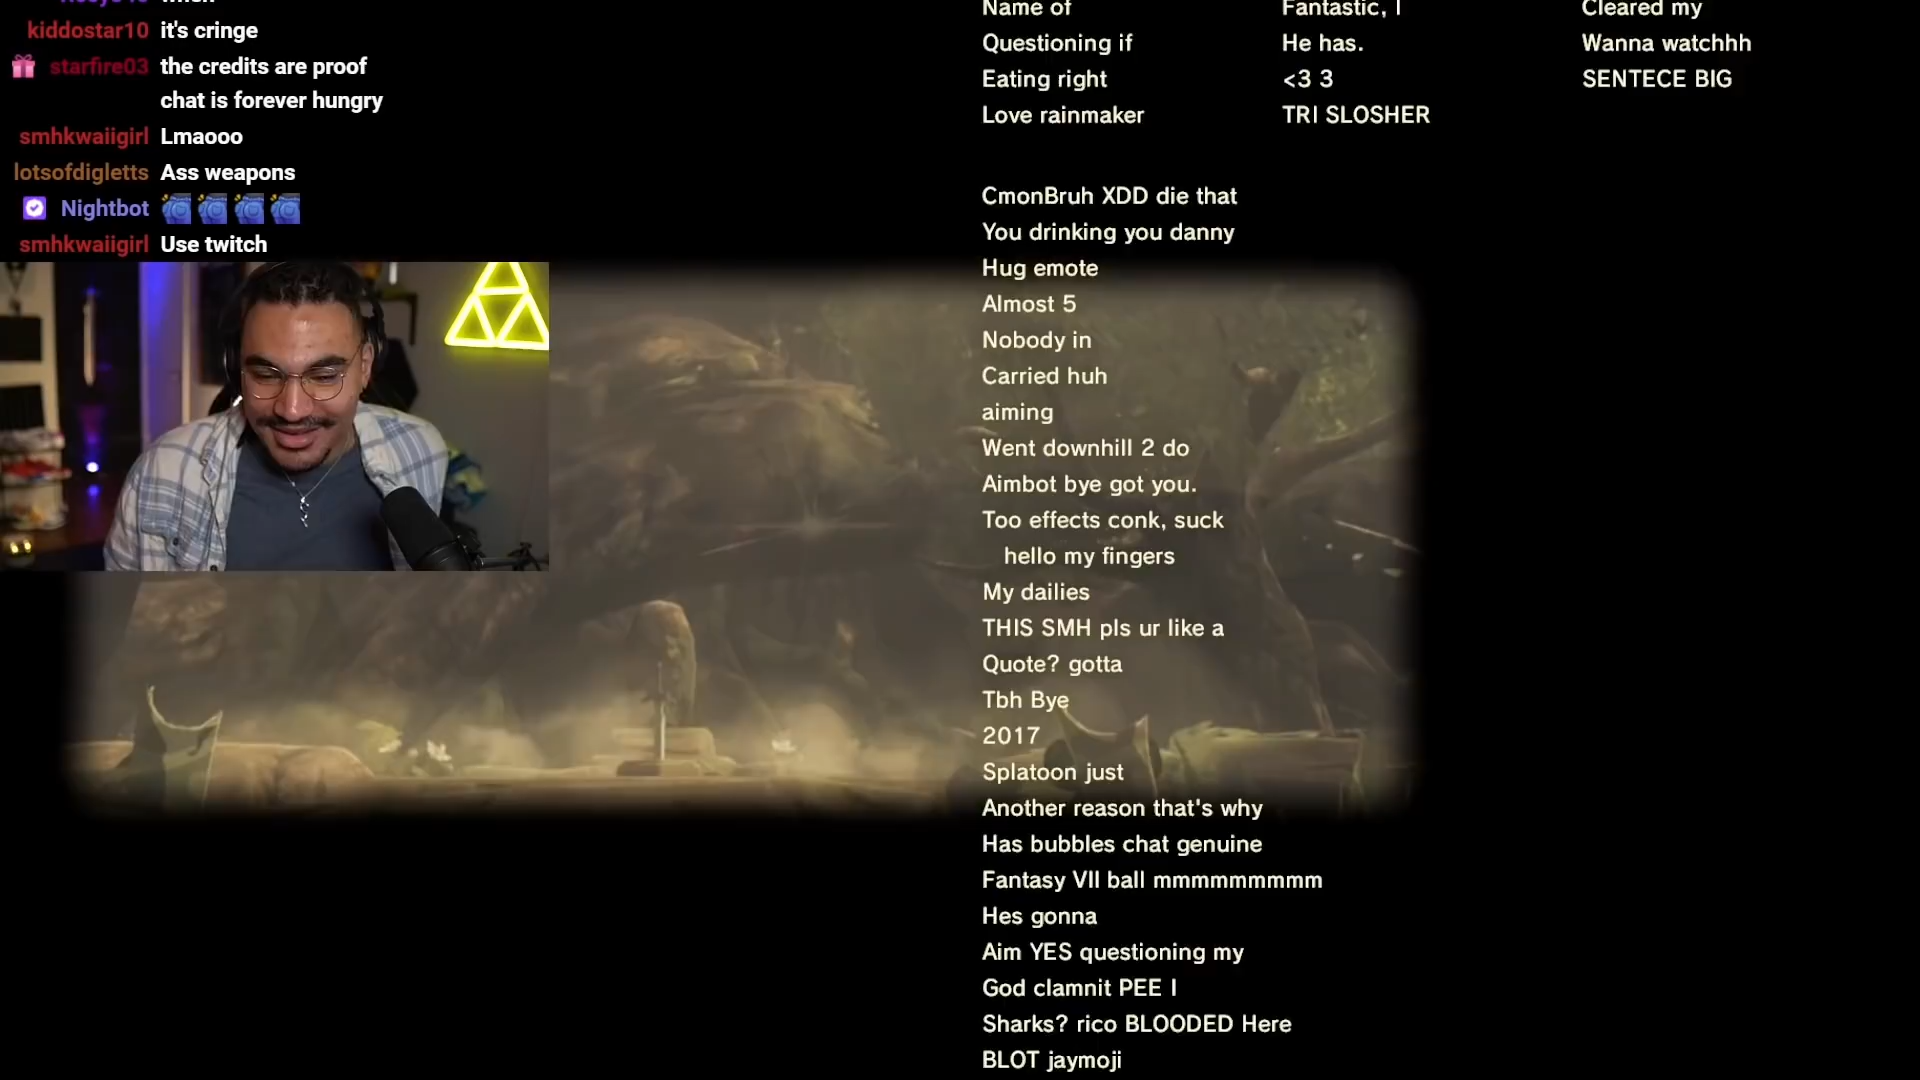 kiddostar10 it's cringe
starfire03 the credits are proof
chat is forever hungry
smhkwaiigirl Lmaooo
lotsofdigletts Ass weapons
Nightbot
smhkwaiigirl Use twitch
Name of Fantastic, I Cleared my
Questioning if He has. Wanna watchhh
Eating right <3 3 SENTECE BIG
Love rainmaker TRI SLOSHER
CmonBruh XDD die that
You drinking you danny
Hug emote
Almost 5
Nobody in
Carried huh
aiming
Went downhill 2 do
Aimbot bye got you.
Too effects conk, suck
hello my fingers
My dailies
THIS SMH pls ur like a
Quote? gotta
Tbh Bye
2017
Splatoon just
Another reason that's why
Has bubbles chat genuine
Fantasy VII ball mmmmmmmmm
Hes gonna
Aim YES questioning my
God clamnit PEE I
Sharks? rico BLOODED Here
BLOT jaymoji